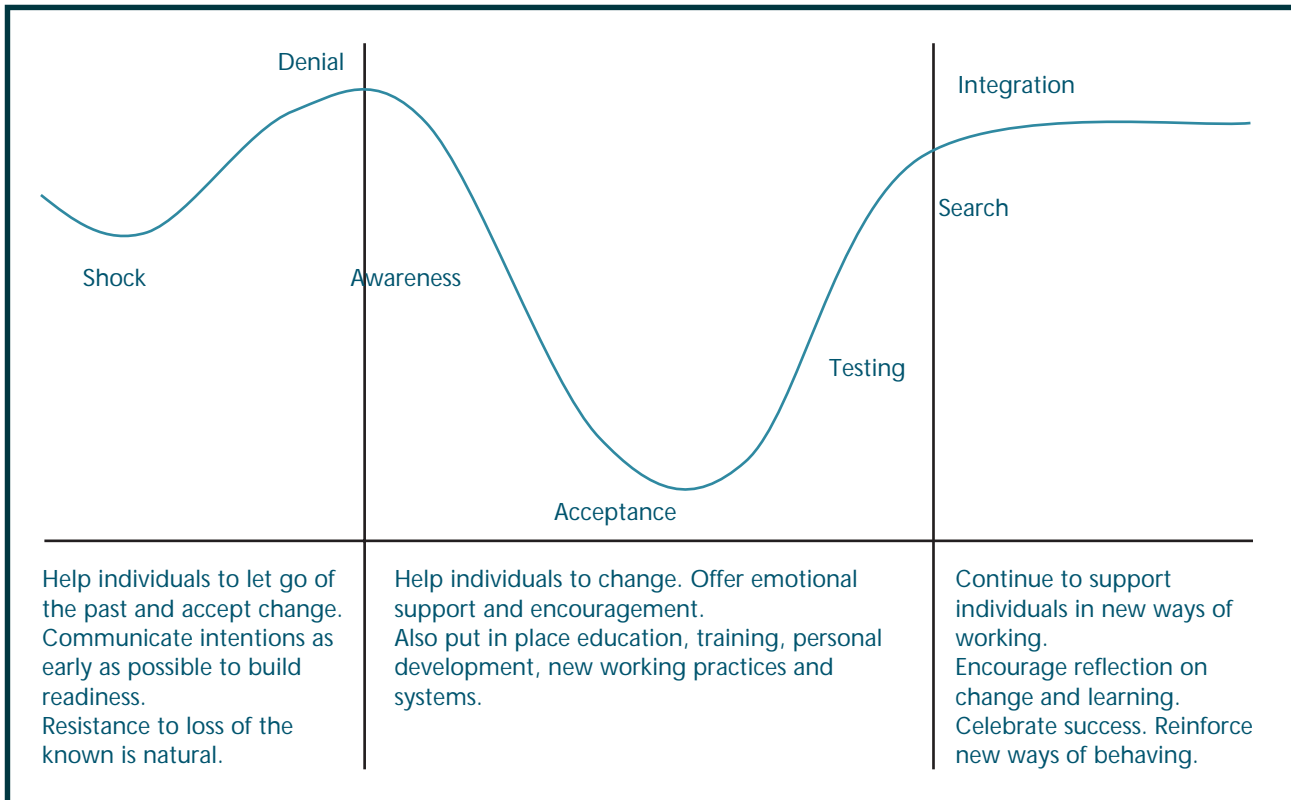 Denial
Integration
Search
Shock
Awareness
Testing
Acceptance
Help individuals to let go of
the past and accept change.
Communicate intentions as
early as possible to build
readiness.
Resistance to loss of the
known is natural.
Help individuals to change. Offer emotional
support and encouragement.
Also put in place education, training, personal
development, new working practices and
systems.
Continue to support
individuals in new ways of
working.
Encourage reflection on
change and learning.
Celebrate success. Reinforce
new ways of behaving.